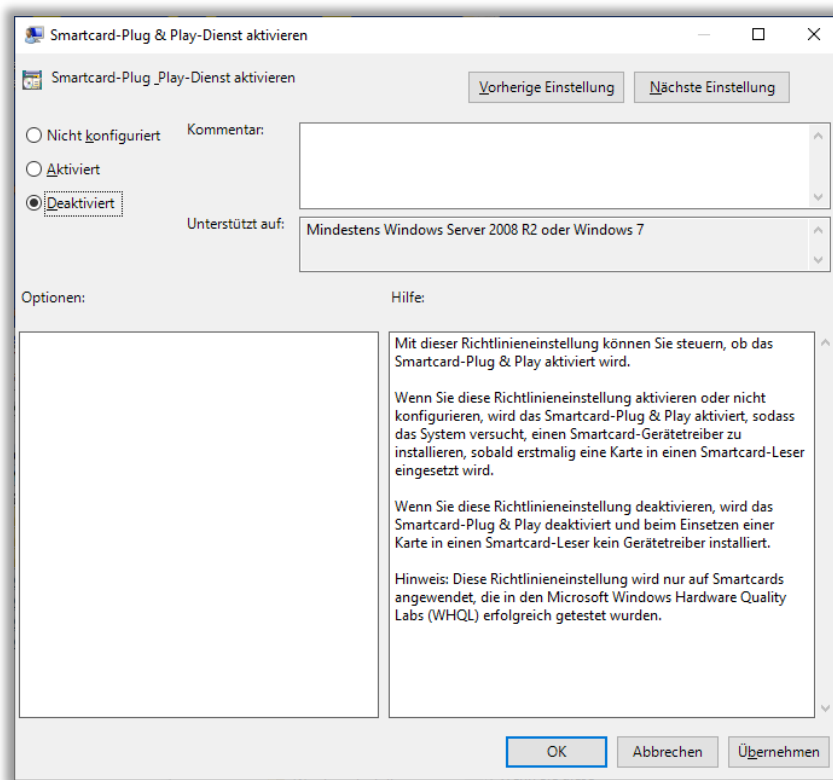 Smartcard-Plug & Play-Dienst aktivieren
Smartcard-Plug _Play-Dienst aktivieren
Vorherige Einstellung
Nächste Einstellung
Nicht konfiguriert
Kommentar:
Aktiviert
Deaktiviert
Unterstützt auf:
Mindestens Windows Server 2008 R2 oder Windows 7
Optionen:
Hilfe:
Mit dieser Richtlinieneinstellung können Sie steuern, ob das
Smartcard-Plug & Play aktiviert wird.
Wenn Sie diese Richtlinieneinstellung aktivieren oder nicht
konfigurieren, wird das Smartcard-Plug & Play aktiviert, sodass
das System versucht, einen Smartcard-Gerätetreiber zu
installieren, sobald erstmalig eine Karte in einen Smartcard-Leser
eingesetzt wird.
Wenn Sie diese Richtlinieneinstellung deaktivieren, wird das
Smartcard-Plug & Play deaktiviert und beim Einsetzen einer
Karte in einen Smartcard-Leser kein Gerätetreiber installiert.
Hinweis: Diese Richtlinieneinstellung wird nur auf Smartcards
angewendet, die in den Microsoft Windows Hardware Quality
Labs (WHQL) erfolgreich getestet wurden.
OK
Abbrechen
Übernehmen